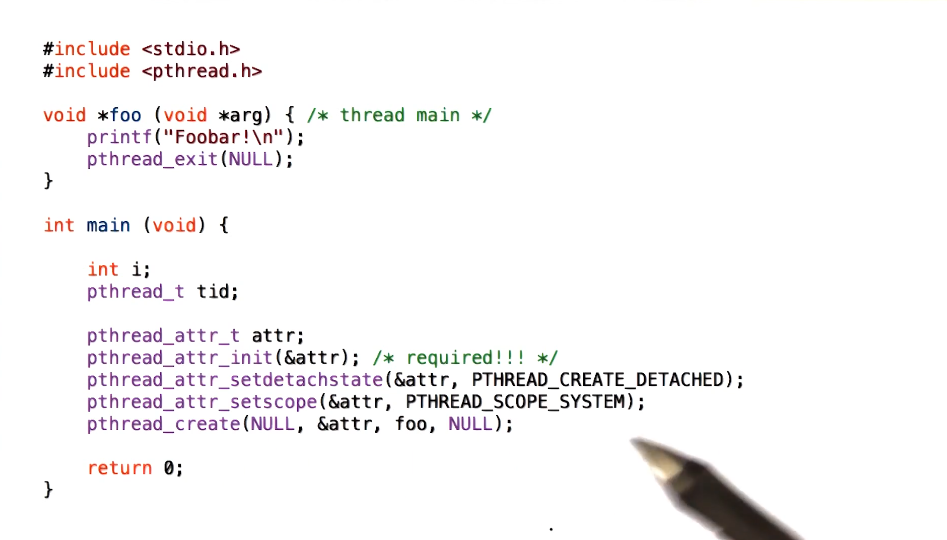 #include <stdio.h>
#include <pthread.h>
void *foo (void *arg) { /* thread main */
printf("Foobar!\n");
pthread_exit(NULL);
}
int main (void) {
int i;
pthread_t tid;
pthread_attr_t attr;
pthread_attr_init(&attr); /* required!!! */
pthread_attr_setdetachstate(&attr, PTHREAD_CREATE_DETACHED);
pthread_attr_setscope(&attr, PTHREAD_SCOPE_SYSTEM);
pthread_create(NULL, &attr, foo, NULL);
return 0;
}